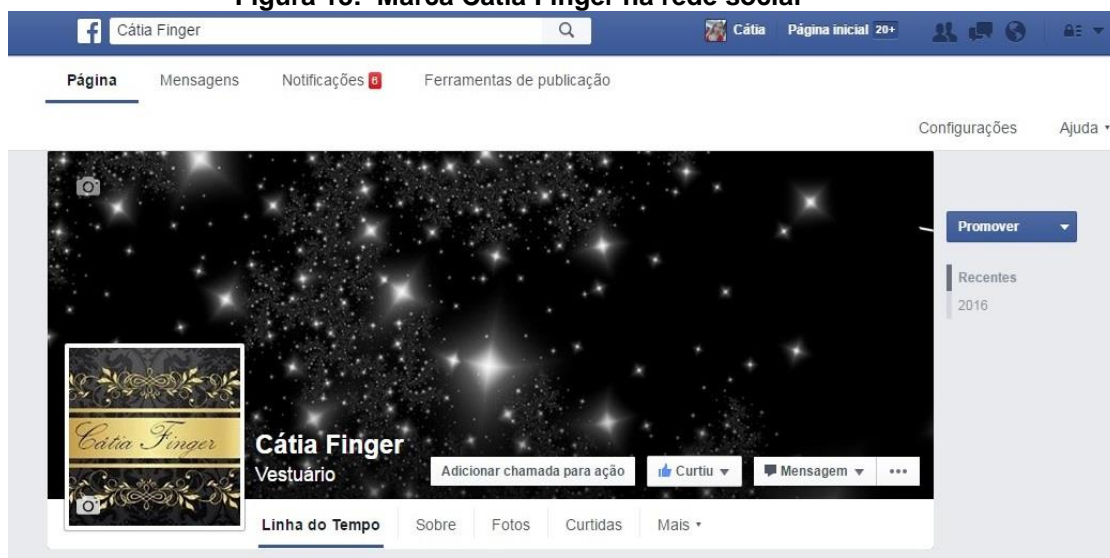 Figura 13: Marca Cátia Finger na rede social
f Cátia Finger Cátia Página inicial 20+
Página Mensagens Notificações 6 Ferramentas de publicação
Configurações Ajuda
Promover
Recentes
2016
Cátia Finger
Cátia Finger
Vestuário
Adicionar chamada para ação Curtiu Mensagem
Linha do Tempo Sobre Fotos Curtidas Mais